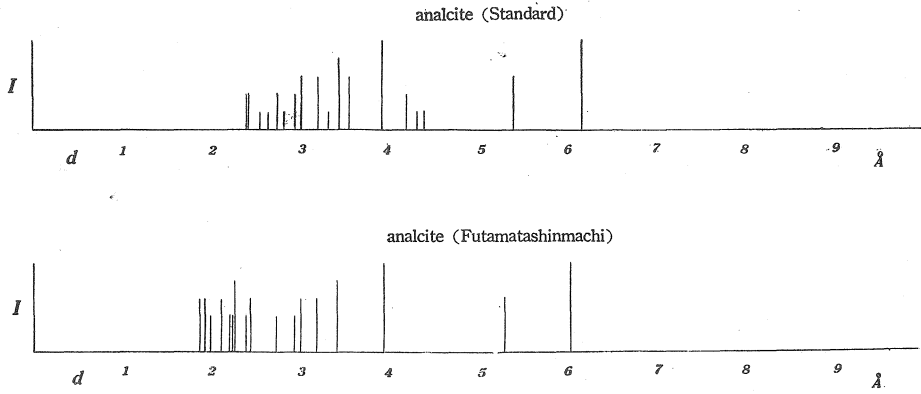 analcite (Standard)
I
d 1 2 3 4 5 6 7 8 9 Å
analcite (Futamatashinmachi)
I
d 1 2 3 4 5 6 7 8 9 Å